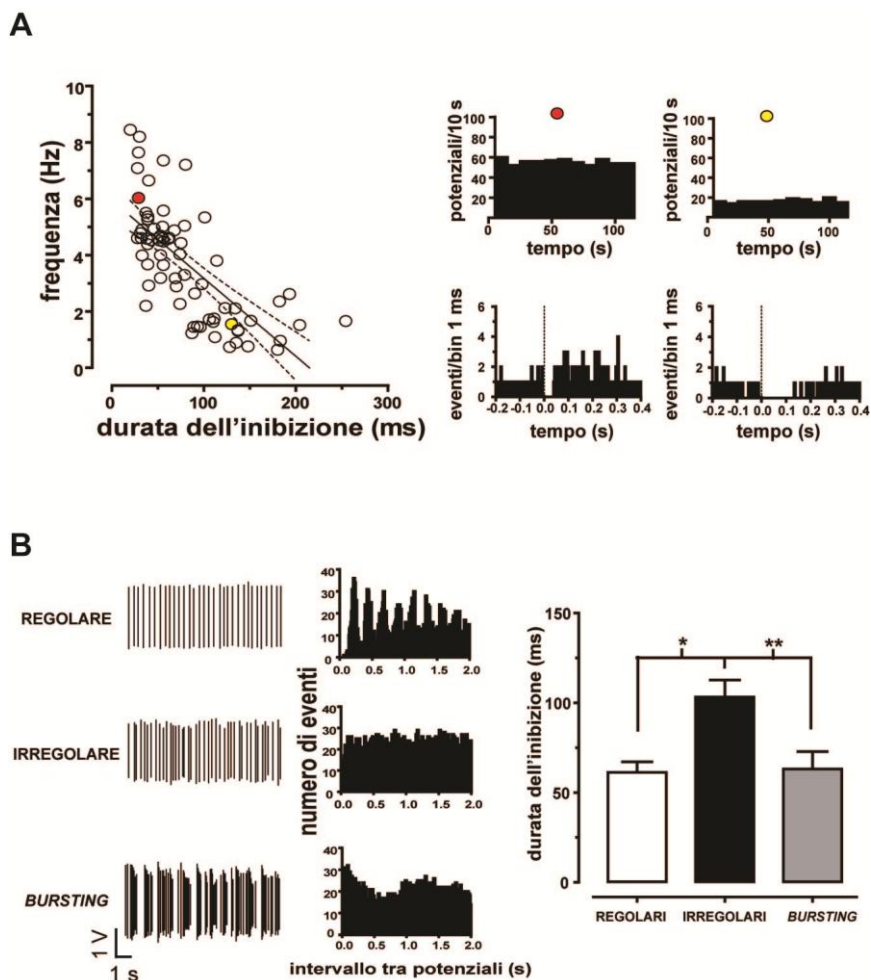 A
frequenza (Hz)
10
8
6
4
2
0
0 100 200 300
durata dell'inibizione (ms)
potenziali/10 s
100
80
60
40
20
0 50 100
tempo (s)
potenziali/10 s
100
80
60
40
20
0 50 100
tempo (s)
eventi/bin 1 ms
6
4
2
0
-0.2 -0.1 0.0 0.1 0.2 0.3 0.4
tempo (s)
eventi/bin 1 ms
6
4
2
0
-0.2 -0.1 0.0 0.1 0.2 0.3 0.4
tempo (s)
B
REGOLARE
IRREGOLARE
BURSTING
1 V
1 s
numero di eventi
40
30
20
10
0
0.0 0.5 1.0 1.5 2.0
40
30
20
10
0
0.0 0.5 1.0 1.5 2.0
40
30
20
10
0
0.0 0.5 1.0 1.5 2.0
intervallo tra potenziali (s)
durata dell'inibizione (ms)
150
100
50
0
* **
REGOLARI IRREGOLARI BURSTING